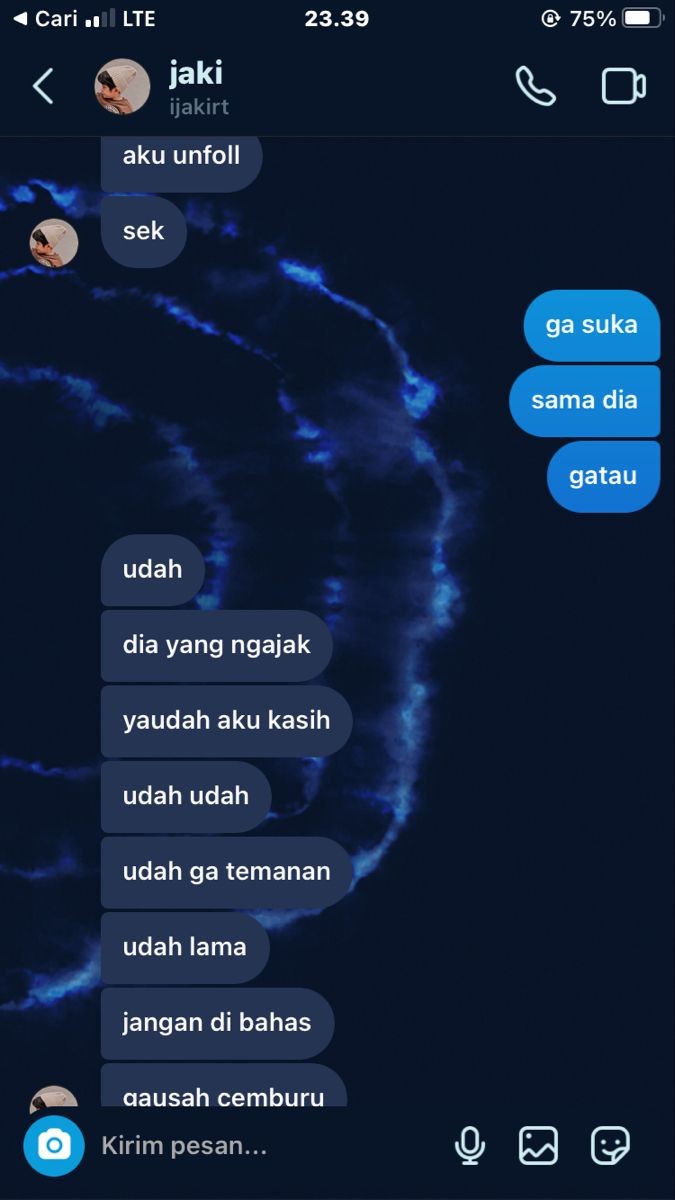 Cari LTE 23.39 75%
jaki
ijakirt
aku unfoll
sek
ga suka
sama dia
gatau
udah
dia yang ngajak
yaudah aku kasih
udah udah
udah ga temanan
udah lama
jangan di bahas
gausah cemburu
Kirim pesan...